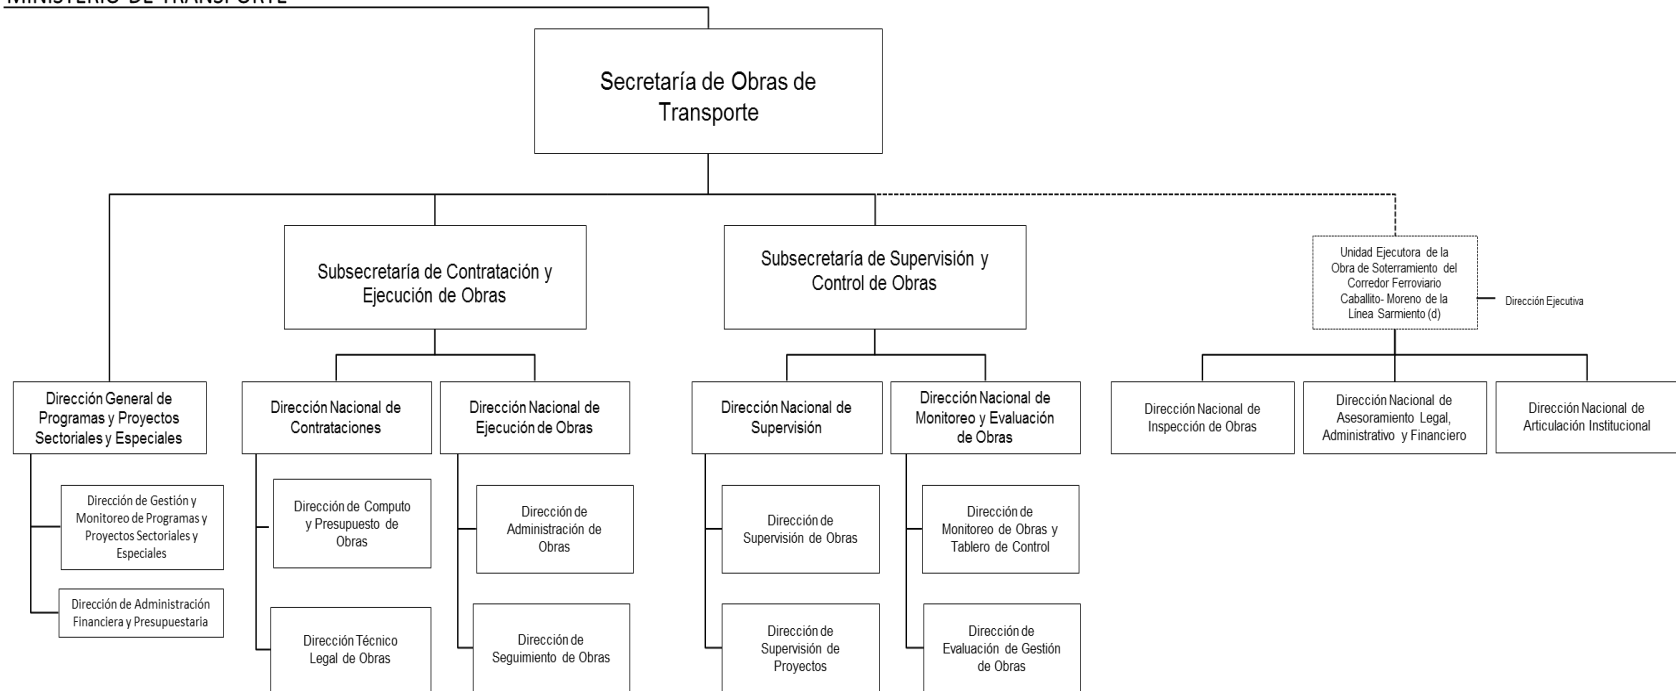 MINISTERIO DE TRANSPORTE
Secretaría de Obras de
Transporte
Subsecretaría de Contratación y
Ejecución de Obras
Subsecretaría de Supervisión y
Control de Obras
Unidad Ejecutora de la
Obra de Soterramiento del
Corredor Ferroviario
Caballito- Moreno de la
Línea Sarmiento (d)
Dirección Ejecutiva
Dirección General de
Programas y Proyectos
Sectoriales y Especiales
Dirección Nacional de
Contrataciones
Dirección Nacional de
Ejecución de Obras
Dirección Nacional de
Supervisión
Dirección Nacional de
Monitoreo y Evaluación
de Obras
Dirección Nacional de
Inspección de Obras
Dirección Nacional de
Asesoramiento Legal,
Administrativo y Financiero
Dirección Nacional de
Articulación Institucional
Dirección de Gestión y
Monitoreo de Programas y
Proyectos Sectoriales y
Especiales
Dirección de Computo
y Presupuesto de
Obras
Dirección de
Administración de
Obras
Dirección de
Supervisión de Obras
Dirección de
Monitoreo de Obras y
Tablero de Control
Dirección de Administración
Financiera y Presupuestaria
Dirección Técnico
Legal de Obras
Dirección de
Seguimiento de Obras
Dirección de
Supervisión de
Proyectos
Dirección de
Evaluación de Gestión
de Obras